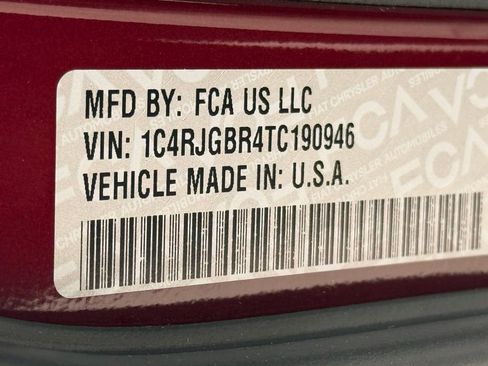 MFD BY: FCA US LLC
VIN: 1C4RJGBR4TC190946
VEHICLE MADE IN: U.S.A.